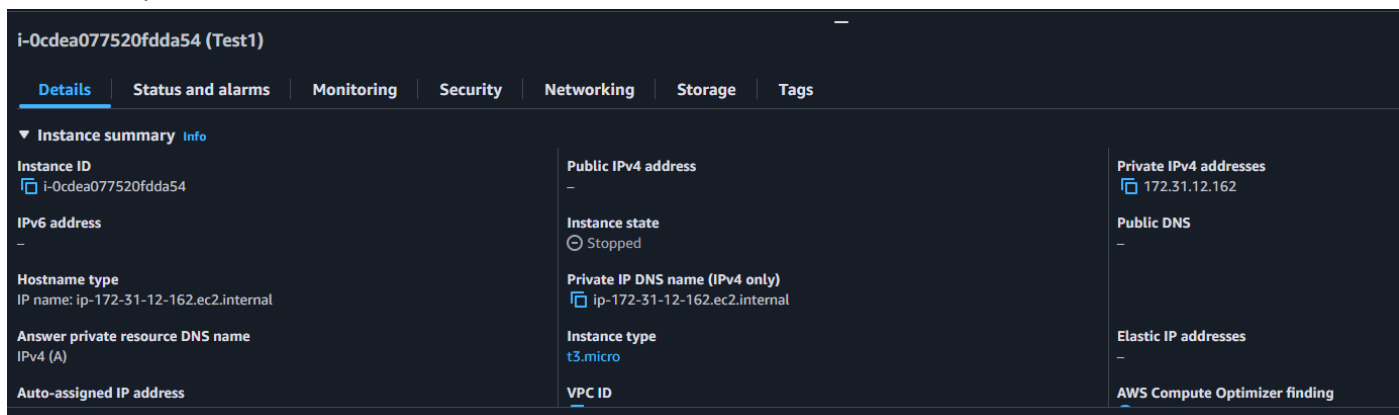 i-0cdea077520fdda54 (Test1)
Details Status and alarms Monitoring Security Networking Storage Tags
▼ Instance summary Info
Instance ID
i-0cdea077520fdda54
Public IPv4 address
–
Private IPv4 addresses
172.31.12.162
IPv6 address
–
Instance state
Stopped
Public DNS
–
Hostname type
IP name: ip-172-31-12-162.ec2.internal
Private IP DNS name (IPv4 only)
ip-172-31-12-162.ec2.internal
Answer private resource DNS name
IPv4 (A)
Instance type
t3.micro
Elastic IP addresses
–
Auto-assigned IP address
VPC ID
AWS Compute Optimizer finding